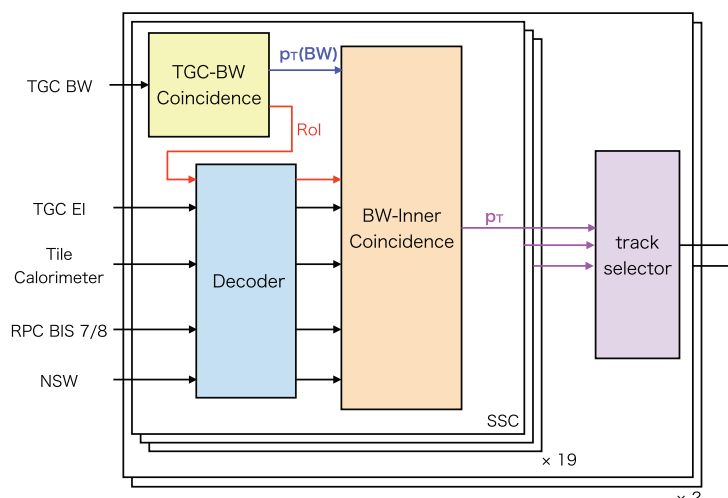 TGC BW
TGC-BW
Coincidence
pT(BW)
RoI
TGC EI
Tile
Calorimeter
RPC BIS 7/8
NSW
Decoder
BW-Inner
Coincidence
pT
track
selector
SSC
× 19
× 2